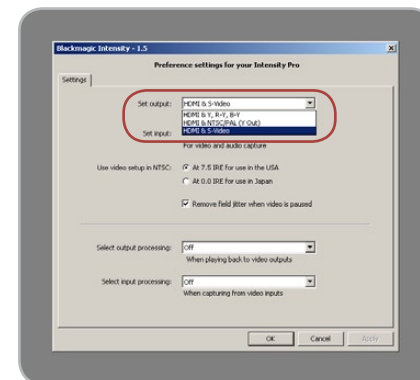 Blackmagic Intensity - 1.5
Preference settings for your Intensity Pro
Settings
Set output: HDMI & S-Video
HDMI & Y, R-Y, B-Y
HDMI & NTSC/PAL (Y Out)
HDMI & S-Video
Set input:
For video and audio capture
Use video setup in NTSC: At 7.5 IRE for use in the USA
At 0.0 IRE for use in Japan
Remove field jitter when video is paused
Select output processing: Off
When playing back to video outputs
Select input processing: Off
When capturing from video inputs
OK Cancel Apply